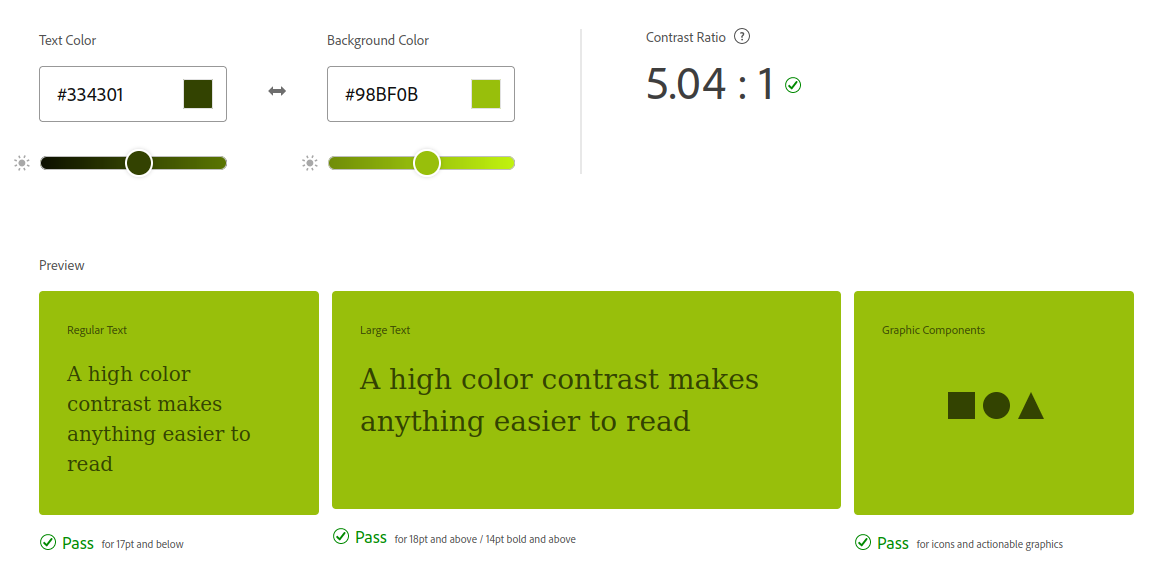 Text Color
Background Color
Contrast Ratio ?
#334301
#98BF0B
5.04 : 1
Preview
Regular Text
A high color
contrast makes
anything easier to
read
Pass for 17pt and below
Large Text
A high color contrast makes
anything easier to read
Pass for 18pt and above / 14pt bold and above
Graphic Components
Pass for icons and actionable graphics